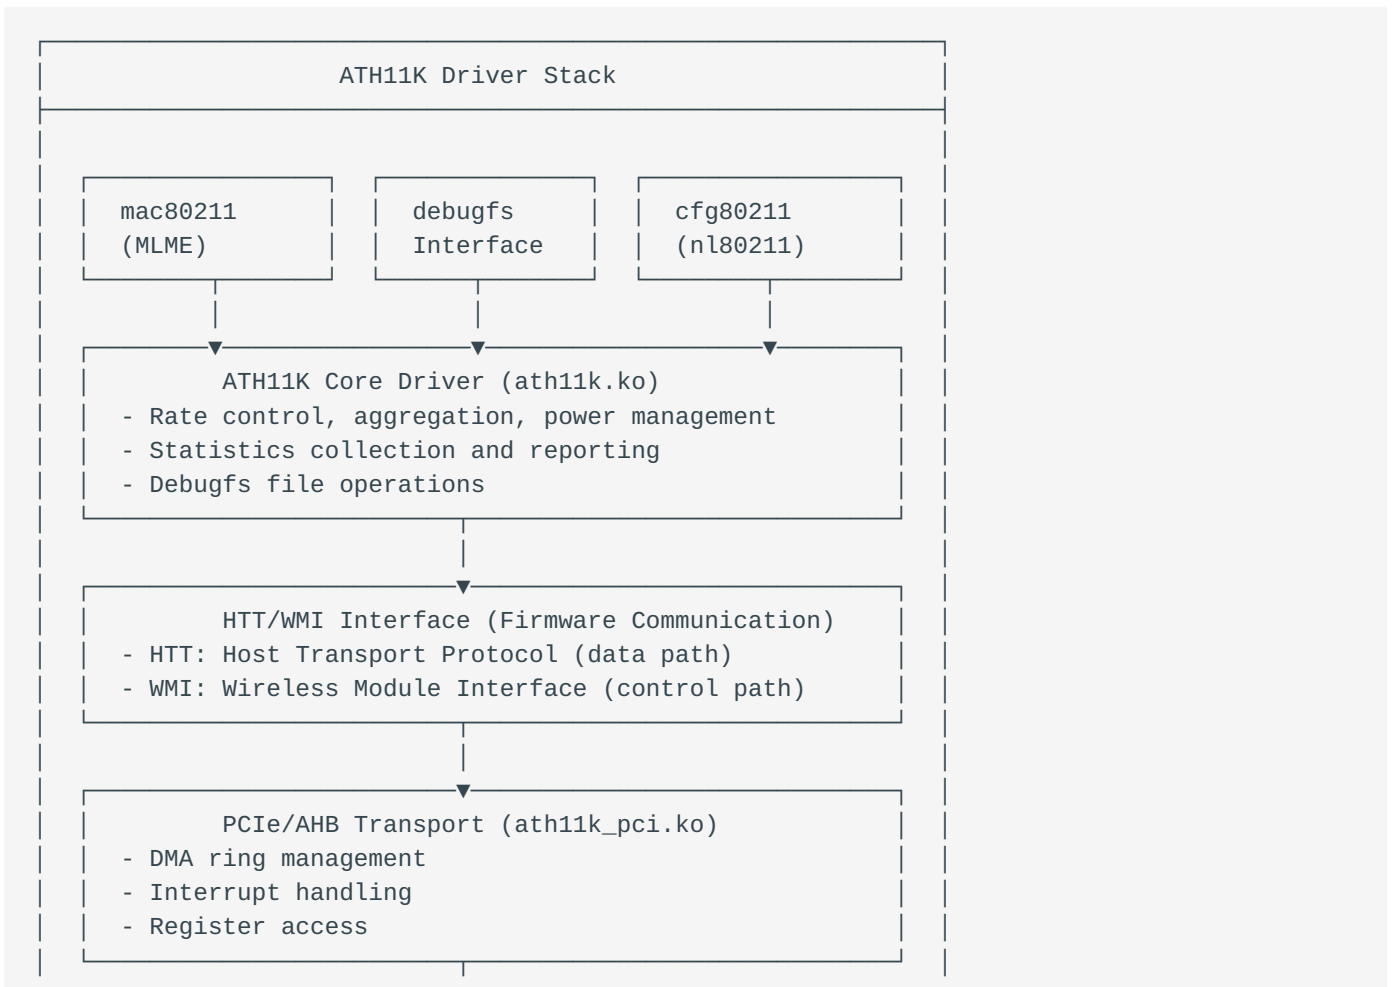 ATH11K Driver Stack
mac80211 debugfs cfg80211
(MLME) Interface (nl80211)
ATH11K Core Driver (ath11k.ko)
- Rate control, aggregation, power management
- Statistics collection and reporting
- Debugfs file operations
HTT/WMI Interface (Firmware Communication)
- HTT: Host Transport Protocol (data path)
- WMI: Wireless Module Interface (control path)
PCIe/AHB Transport (ath11k_pci.ko)
- DMA ring management
- Interrupt handling
- Register access